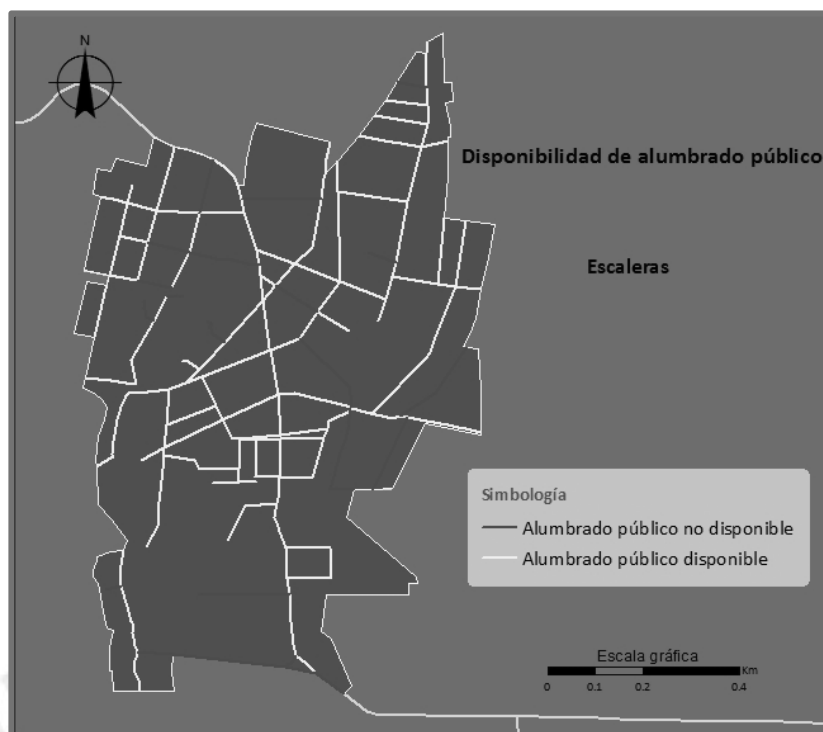 N
Disponibilidad de alumbrado público
Escaleras
Simbología
Alumbrado público no disponible
Alumbrado público disponible
Escala gráfica
Km
0 0.1 0.2 0.4